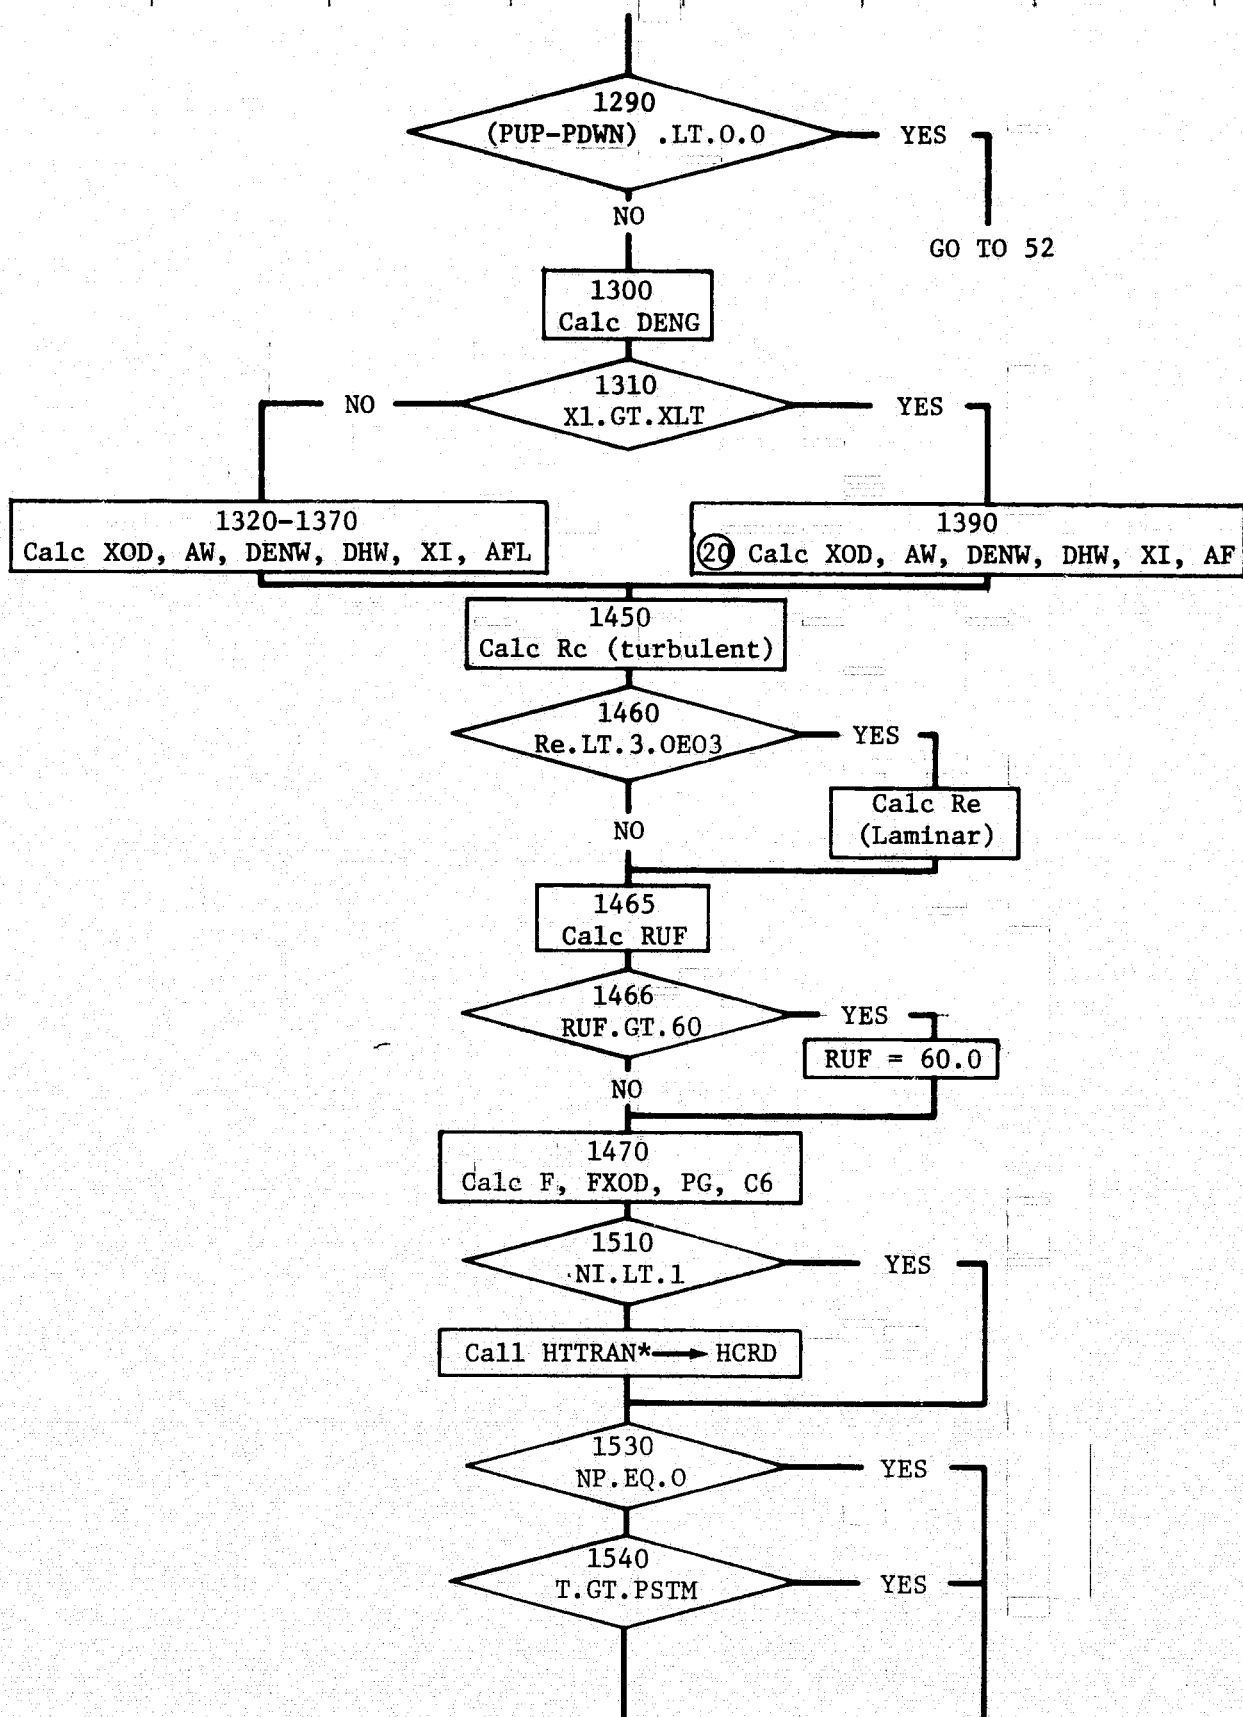 1290
(PUP-PDWN) .LT.0.0
YES
NO
GO TO 52
1300
Calc DENG
1310
X1.GT.XLT
NO
YES
1320-1370
Calc XOD, AW, DENW, DHW, XI, AFL
1390
20 Calc XOD, AW, DENW, DHW, XI, AF
1450
Calc Rc (turbulent)
1460
Re.LT.3.0E03
YES
NO
Calc Re
(Laminar)
1465
Calc RUF
1466
RUF.GT.60
YES
RUF = 60.0
NO
1470
Calc F, FXOD, PG, C6
1510
NI.LT.1
YES
Call HTTRAN* → HCRD
1530
NP.EQ.0
YES
1540
T.GT.PSTM
YES